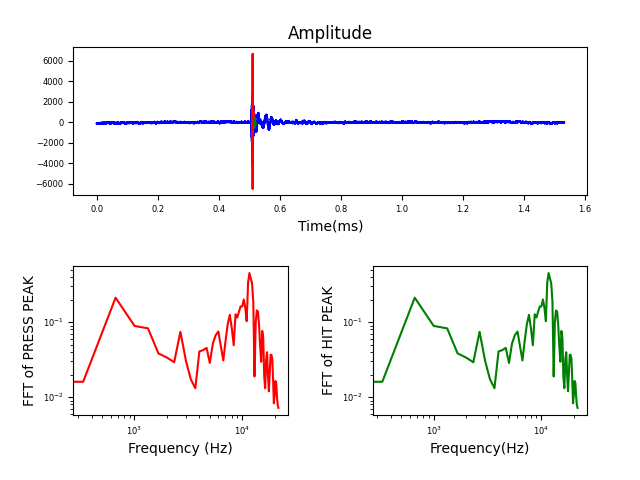 Amplitude
6000
4000
2000
0
−2000
−4000
−6000
0.0 0.2 0.4 0.6 0.8 1.0 1.2 1.4 1.6
Time(ms)
FFT of PRESS PEAK
10⁻¹
10⁻²
10³ 10⁴
Frequency (Hz)
FFT of HIT PEAK
10⁻¹
10⁻²
10³ 10⁴
Frequency(Hz)